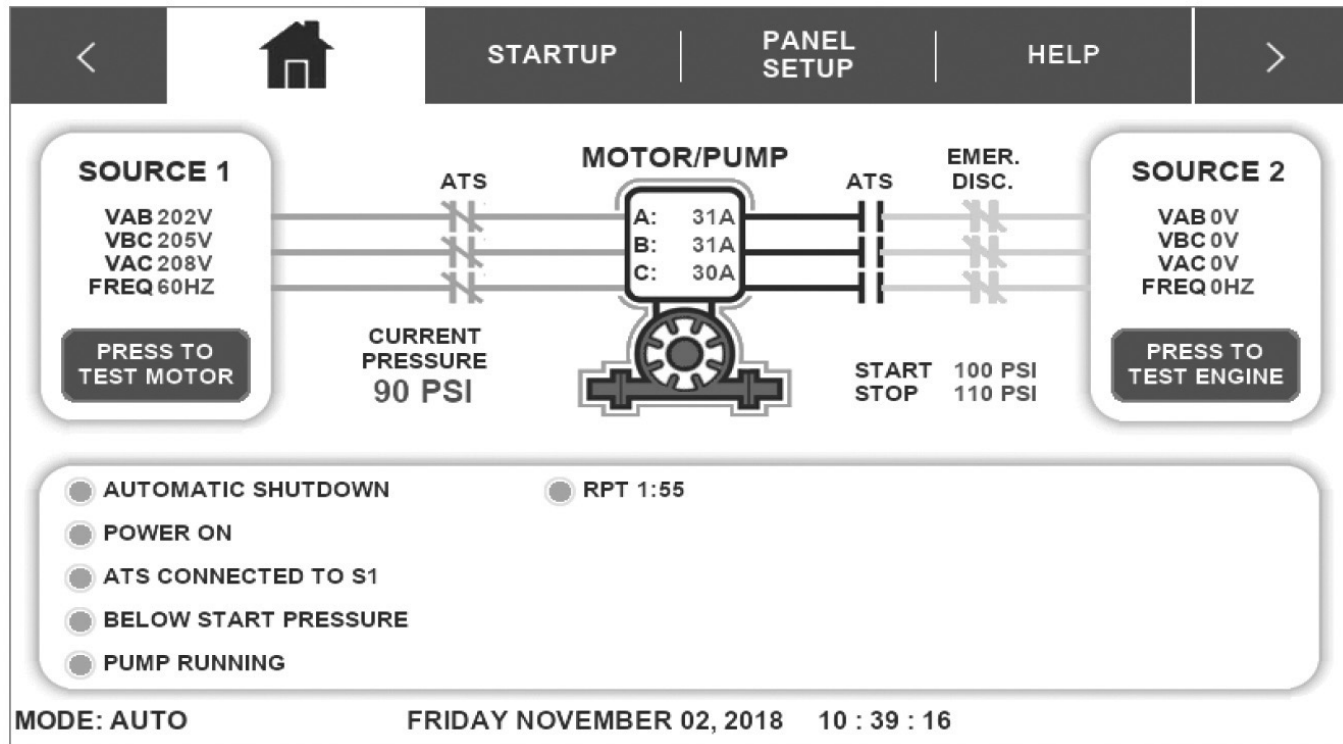 <
STARTUP
PANEL
SETUP
HELP
>
SOURCE 1
VAB 202V
VBC 205V
VAC 208V
FREQ 60HZ
PRESS TO
TEST MOTOR
ATS
CURRENT
PRESSURE
90 PSI
MOTOR/PUMP
A: 31A
B: 31A
C: 30A
ATS
EMER.
DISC.
START 100 PSI
STOP 110 PSI
SOURCE 2
VAB 0V
VBC 0V
VAC 0V
FREQ 0HZ
PRESS TO
TEST ENGINE
AUTOMATIC SHUTDOWN
POWER ON
ATS CONNECTED TO S1
BELOW START PRESSURE
PUMP RUNNING
RPT 1:55
MODE: AUTO
FRIDAY NOVEMBER 02, 2018 10 : 39 : 16